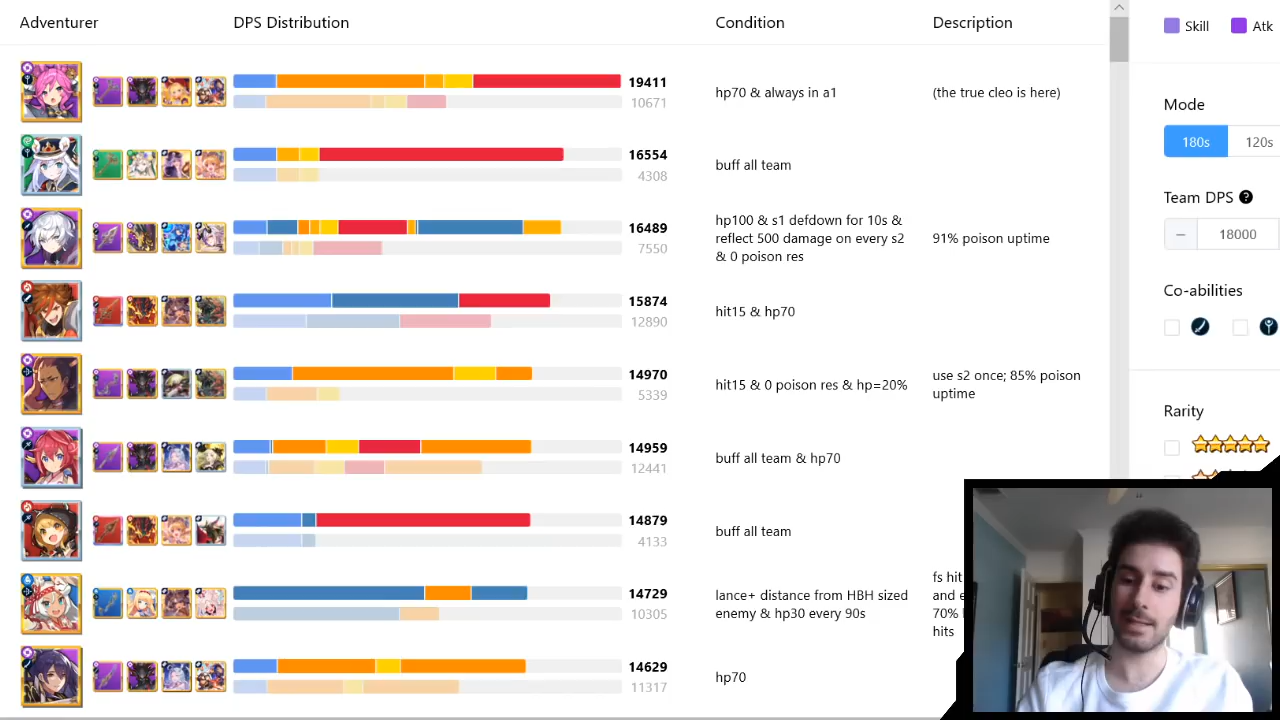 Adventurer
DPS Distribution
Condition
Description
Skill
Atk
19411
10671
hp70 & always in a1
(the true cleo is here)
Mode
180s
120s
16554
4308
buff all team
Team DPS ?
− 18000
16489
7550
hp100 & s1 defdown for 10s &
reflect 500 damage on every s2
& 0 poison res
91% poison uptime
Co-abilities
15874
12890
hit15 & hp70
14970
5339
hit15 & 0 poison res & hp=20%
use s2 once; 85% poison
uptime
Rarity
14959
12441
buff all team & hp70
14879
4133
buff all team
14729
10305
lance+ distance from HBH sized
enemy & hp30 every 90s
fs hit
and
70%
hits
14629
11317
hp70